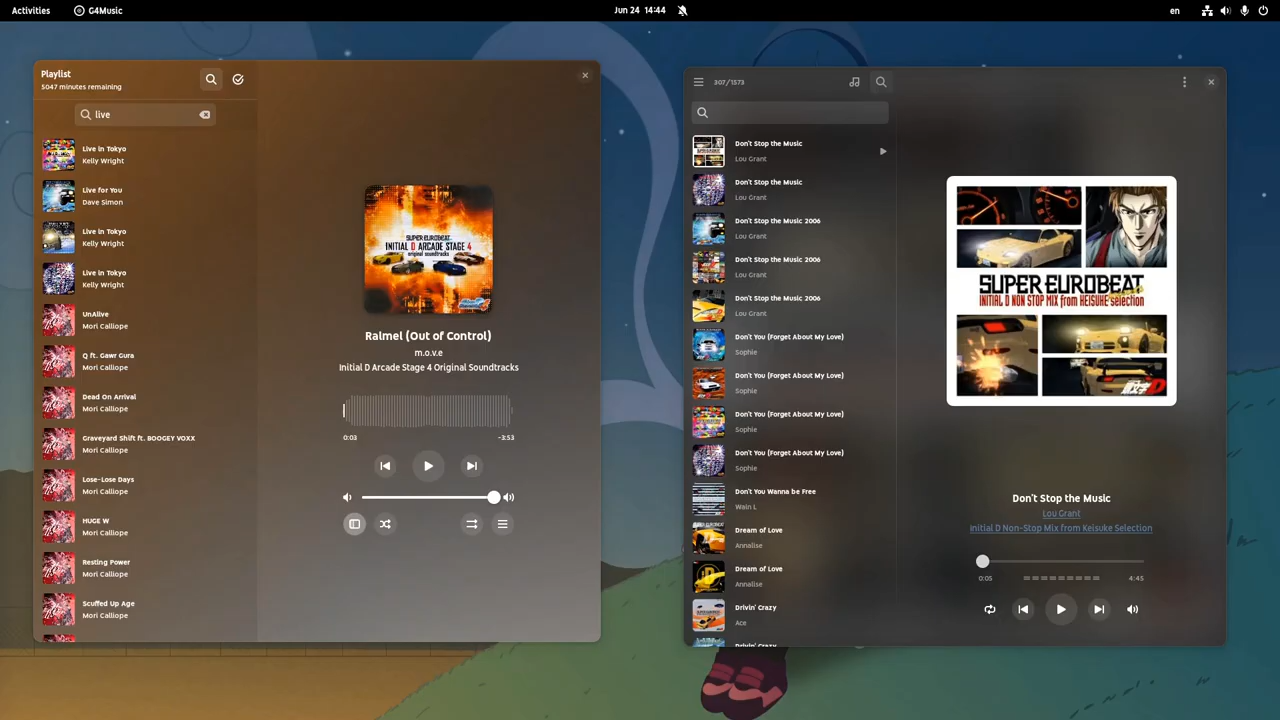 Activities
G4Music
Jun 24 14:44
en
Playlist
5047 minutes remaining
live
Live in Tokyo
Kelly Wright
Live for You
Dave Simon
Live in Tokyo
Kelly Wright
Live in Tokyo
Kelly Wright
UnAlive
Mori Calliope
Q ft. Gawr Gura
Mori Calliope
Dead On Arrival
Mori Calliope
Graveyard Shift ft. BOOGEY VOXX
Mori Calliope
Lose-Lose Days
Mori Calliope
HUGE W
Mori Calliope
Resting Power
Mori Calliope
Scuffed Up Age
Mori Calliope
SUPER EUROBEAT
INITIAL D ARCADE STAGE 4
original soundtracks
Raimei (Out of Control)
m.o.v.e
Initial D Arcade Stage 4 Original Soundtracks
0:03
-3:53
307/1573
Don't Stop the Music
Lou Grant
Don't Stop the Music
Lou Grant
Don't Stop the Music 2006
Lou Grant
Don't Stop the Music 2006
Lou Grant
Don't Stop the Music 2006
Lou Grant
Don't You (Forget About My Love)
Sophie
Don't You (Forget About My Love)
Sophie
Don't You (Forget About My Love)
Sophie
Don't You (Forget About My Love)
Sophie
Don't You Wanna be Free
Wain L
Dream of Love
Annalise
Dream of Love
Annalise
Drivin' Crazy
Ace
Drivin' Crazy
SUPER EUROBEAT
INITIAL D NON STOP MIX from KEISUKE selection
Don't Stop the Music
Lou Grant
Initial D Non-Stop Mix from Keisuke Selection
0:05
4:45